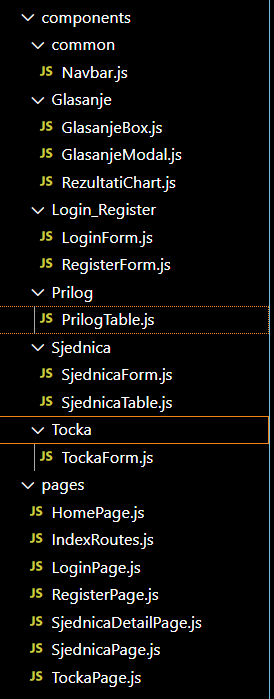 components
common
JS Navbar.js
Glasanje
JS GlasanjeBox.js
JS GlasanjeModal.js
JS RezultatiChart.js
Login_Register
JS LoginForm.js
JS RegisterForm.js
Prilog
JS PrilogTable.js
Sjednica
JS SjednicaForm.js
JS SjednicaTable.js
Tocka
JS TockaForm.js
pages
JS HomePage.js
JS IndexRoutes.js
JS LoginPage.js
JS RegisterPage.js
JS SjednicaDetailPage.js
JS SjednicaPage.js
JS TockaPage.js